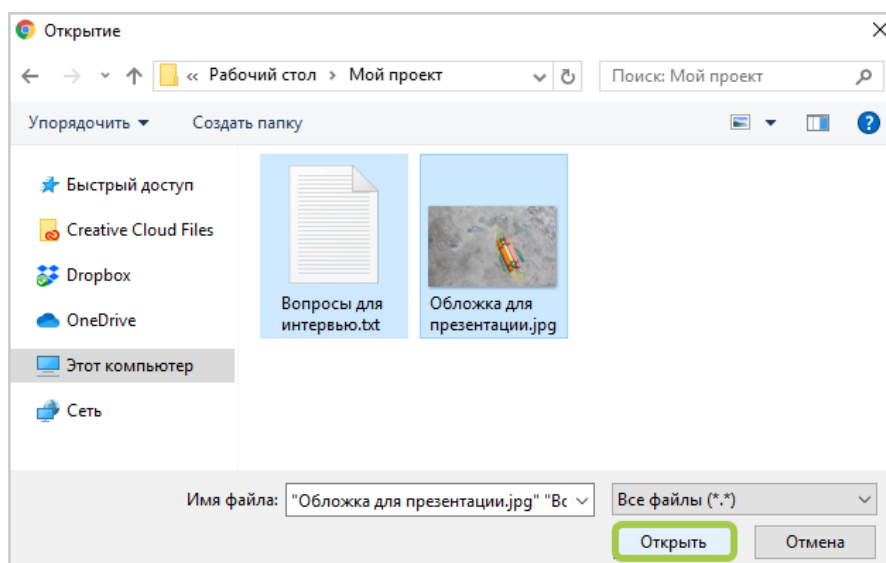 Открытие
« Рабочий стол › Мой проект
Поиск: Мой проект
Упорядочить
Создать папку
Быстрый доступ
Creative Cloud Files
Dropbox
OneDrive
Этот компьютер
Сеть
Вопросы для
интервью.txt
Обложка для
презентации.jpg
Имя файла: "Обложка для презентации.jpg" "Вс
Все файлы (*.*)
Открыть
Отмена